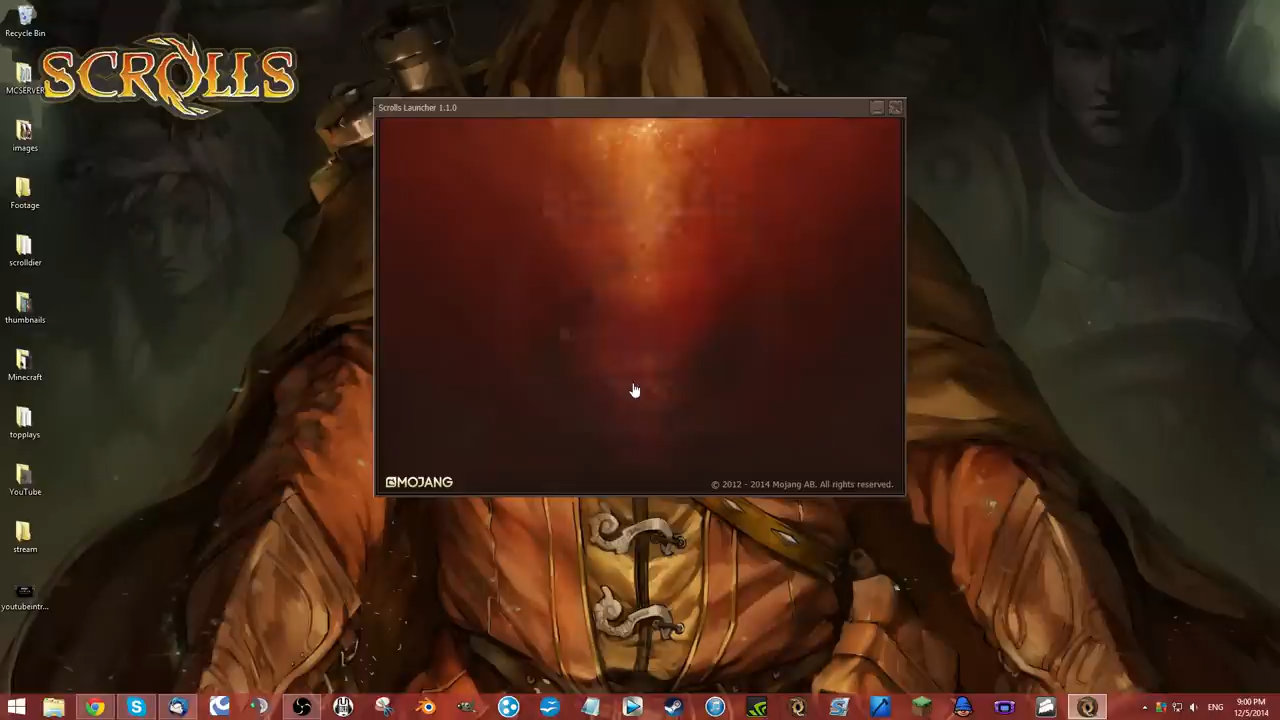 Recycle Bin
SCROLLS
MCSERVER
images
Footage
scrolldier
thumbnails
Minecraft
topplays
YouTube
stream
youtubeintr...
Scrolls Launcher 1.1.0
MOJANG
© 2012 - 2014 Mojang AB. All rights reserved.
ENG
9:00 PM
12/5/2014